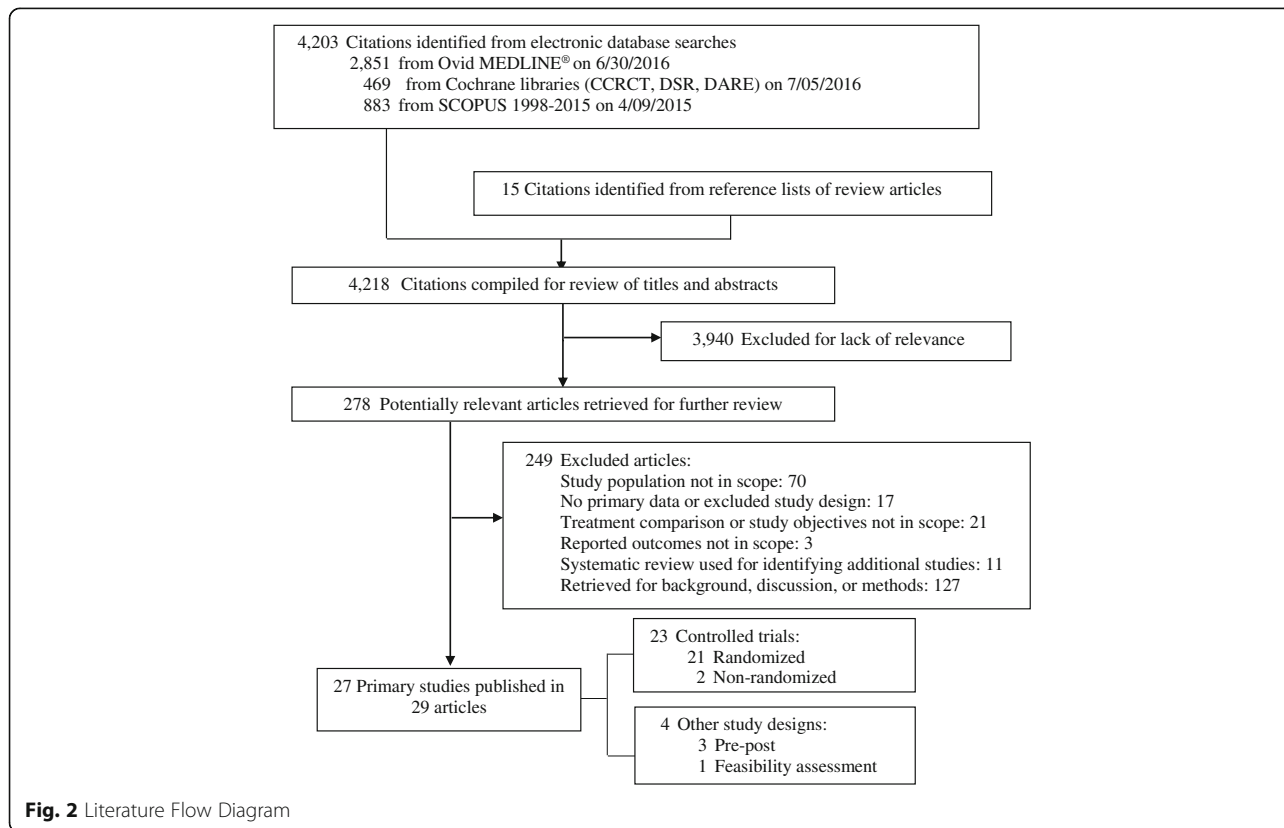 4,203 Citations identified from electronic database searches
2,851 from Ovid MEDLINE® on 6/30/2016
469 from Cochrane libraries (CCRCT, DSR, DARE) on 7/05/2016
883 from SCOPUS 1998-2015 on 4/09/2015
15 Citations identified from reference lists of review articles
4,218 Citations compiled for review of titles and abstracts
3,940 Excluded for lack of relevance
278 Potentially relevant articles retrieved for further review
249 Excluded articles:
Study population not in scope: 70
No primary data or excluded study design: 17
Treatment comparison or study objectives not in scope: 21
Reported outcomes not in scope: 3
Systematic review used for identifying additional studies: 11
Retrieved for background, discussion, or methods: 127
23 Controlled trials:
21 Randomized
2 Non-randomized
27 Primary studies published in
29 articles
4 Other study designs:
3 Pre-post
1 Feasibility assessment
Fig. 2 Literature Flow Diagram